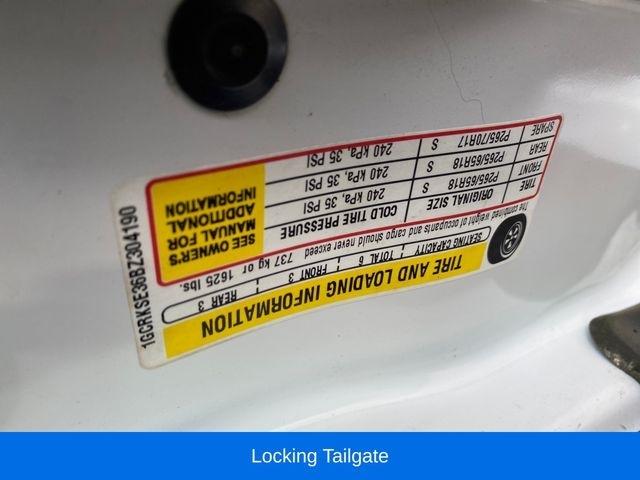 TIRE AND LOADING INFORMATION
SEATING CAPACITY TOTAL 6 FRONT 3 REAR 3
The combined weight of occupants and cargo should never exceed 737 kg or 1625 lbs.
TIRE ORIGINAL SIZE COLD TIRE PRESSURE
FRONT P265/65R18 S 240 kPa, 35 PSI
REAR P265/65R18 S 240 kPa, 35 PSI
SPARE P265/70R17 240 kPa, 35 PSI
SEE OWNER'S
MANUAL FOR
ADDITIONAL
INFORMATION
1GCRKSE36BZ304190
Locking Tailgate